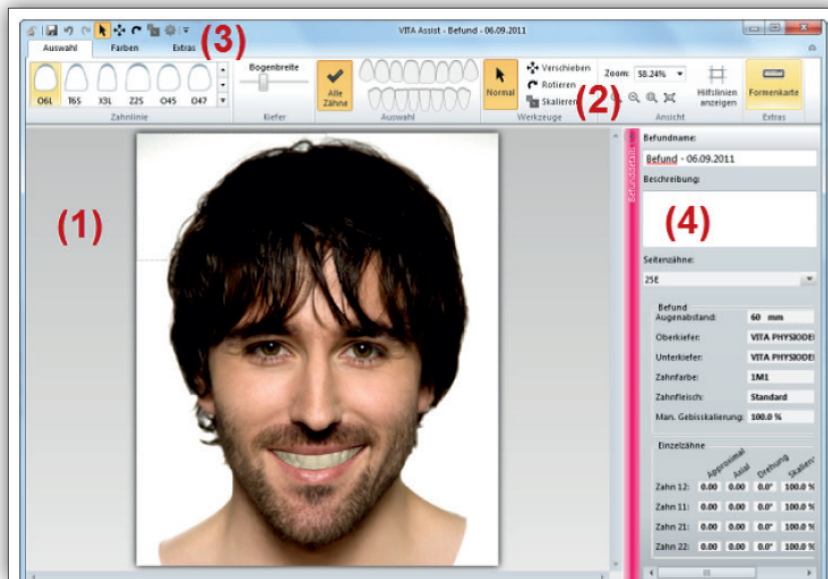 VITA Assist - Befund - 06.09.2011
Auswahl Farben Extras (3)
O6L T6S X3L Z2S O45 O47
Zahnlinie
Bogenbreite
Kiefer
Alle
Zähne
Auswahl
Normal
Verschieben
Rotieren
Skalieren
Werkzeuge
(2)
Zoom: 58.24%
Ansicht
Hilfslinien
anzeigen
Formenkarte
Extras
(1)
Befunddetails
Befundname:
Befund - 06.09.2011
Beschreibung:
(4)
Seitenzähne:
25E
Befund
Augenabstand: 60 mm
Oberkiefer: VITA PHYSIODE
Unterkiefer: VITA PHYSIODE
Zahnfarbe: 1M1
Zahnfleisch: Standard
Man. Gebisskalierung: 100.0 %
Einzelzähne
Approximal Axial Drehung Skalier
Zahn 12: 0.00 0.00 0.0° 100.0 %
Zahn 11: 0.00 0.00 0.0° 100.0 %
Zahn 21: 0.00 0.00 0.0° 100.0 %
Zahn 22: 0.00 0.00 0.0° 100.0 %